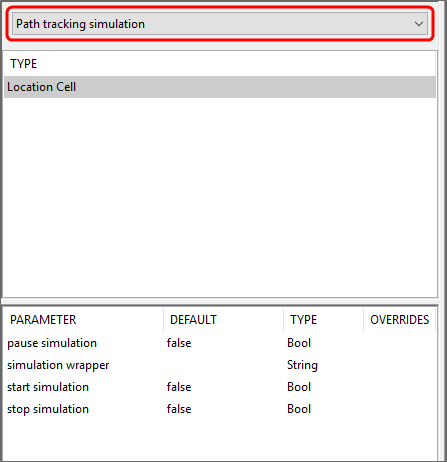 Path tracking simulation
TYPE
Location Cell
PARAMETER DEFAULT TYPE OVERRIDES
pause simulation false Bool
simulation wrapper String
start simulation false Bool
stop simulation false Bool